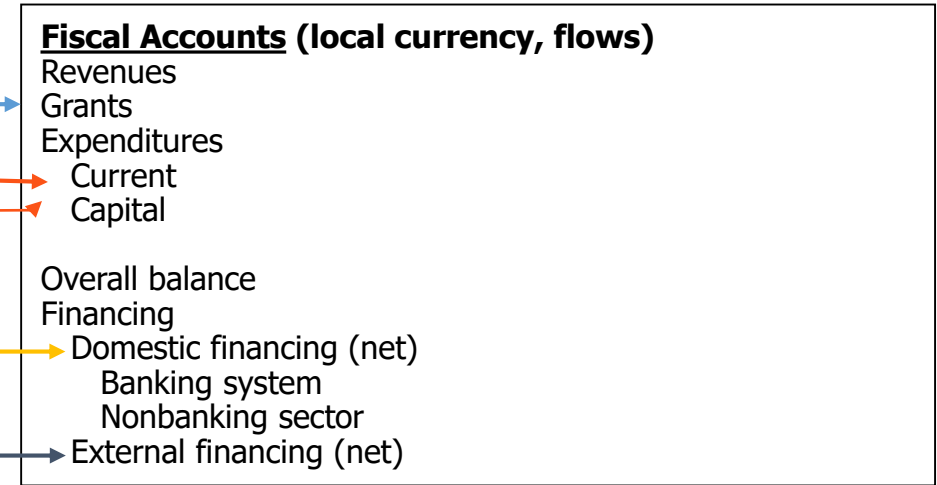 Fiscal Accounts (local currency, flows)
Revenues
Grants
Expenditures
Current
Capital
Overall balance
Financing
Domestic financing (net)
Banking system
Nonbanking sector
External financing (net)